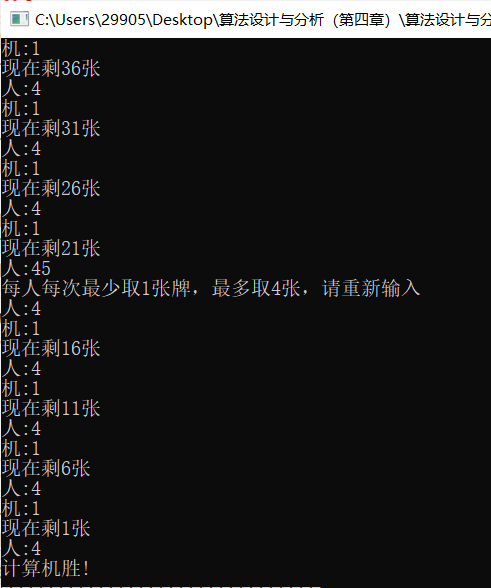 C:\Users\29905\Desktop\算法设计与分析（第四章）\算法设计与分
机:1
现在剩36张
人:4
机:1
现在剩31张
人:4
机:1
现在剩26张
人:4
机:1
现在剩21张
人:45
每人每次最少取1张牌，最多取4张，请重新输入
人:4
机:1
现在剩16张
人:4
机:1
现在剩11张
人:4
机:1
现在剩6张
人:4
机:1
现在剩1张
人:4
计算机胜!
--------------------------------